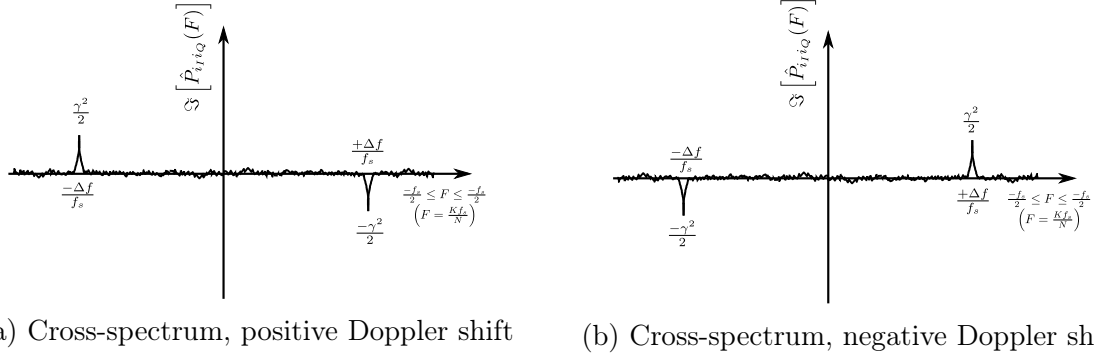 ℑ[P̂_{i_I i_Q}(F)]
γ²/2
+Δf/f_s
−Δf/f_s
−f_s/2 ≤ F ≤ −f_s/2
(F = Kf_s/N)
−γ²/2
a) Cross-spectrum, positive Doppler shift
ℑ[P̂_{i_I i_Q}(F)]
γ²/2
−Δf/f_s
+Δf/f_s
−f_s/2 ≤ F ≤ −f_s/2
(F = Kf_s/N)
−γ²/2
(b) Cross-spectrum, negative Doppler sh